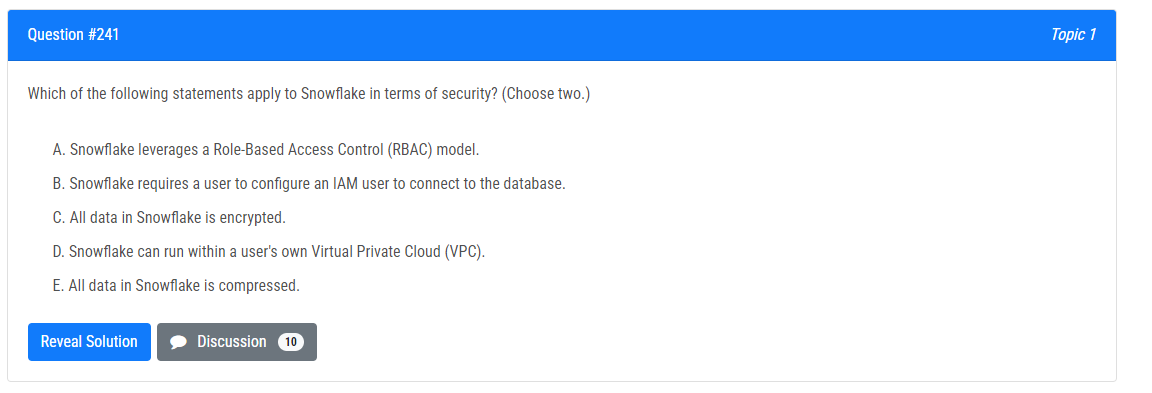 Question #241
Topic 1
Which of the following statements apply to Snowflake in terms of security? (Choose two.)
A. Snowflake leverages a Role-Based Access Control (RBAC) model.
B. Snowflake requires a user to configure an IAM user to connect to the database.
C. All data in Snowflake is encrypted.
D. Snowflake can run within a user's own Virtual Private Cloud (VPC).
E. All data in Snowflake is compressed.
Reveal Solution
Discussion 10